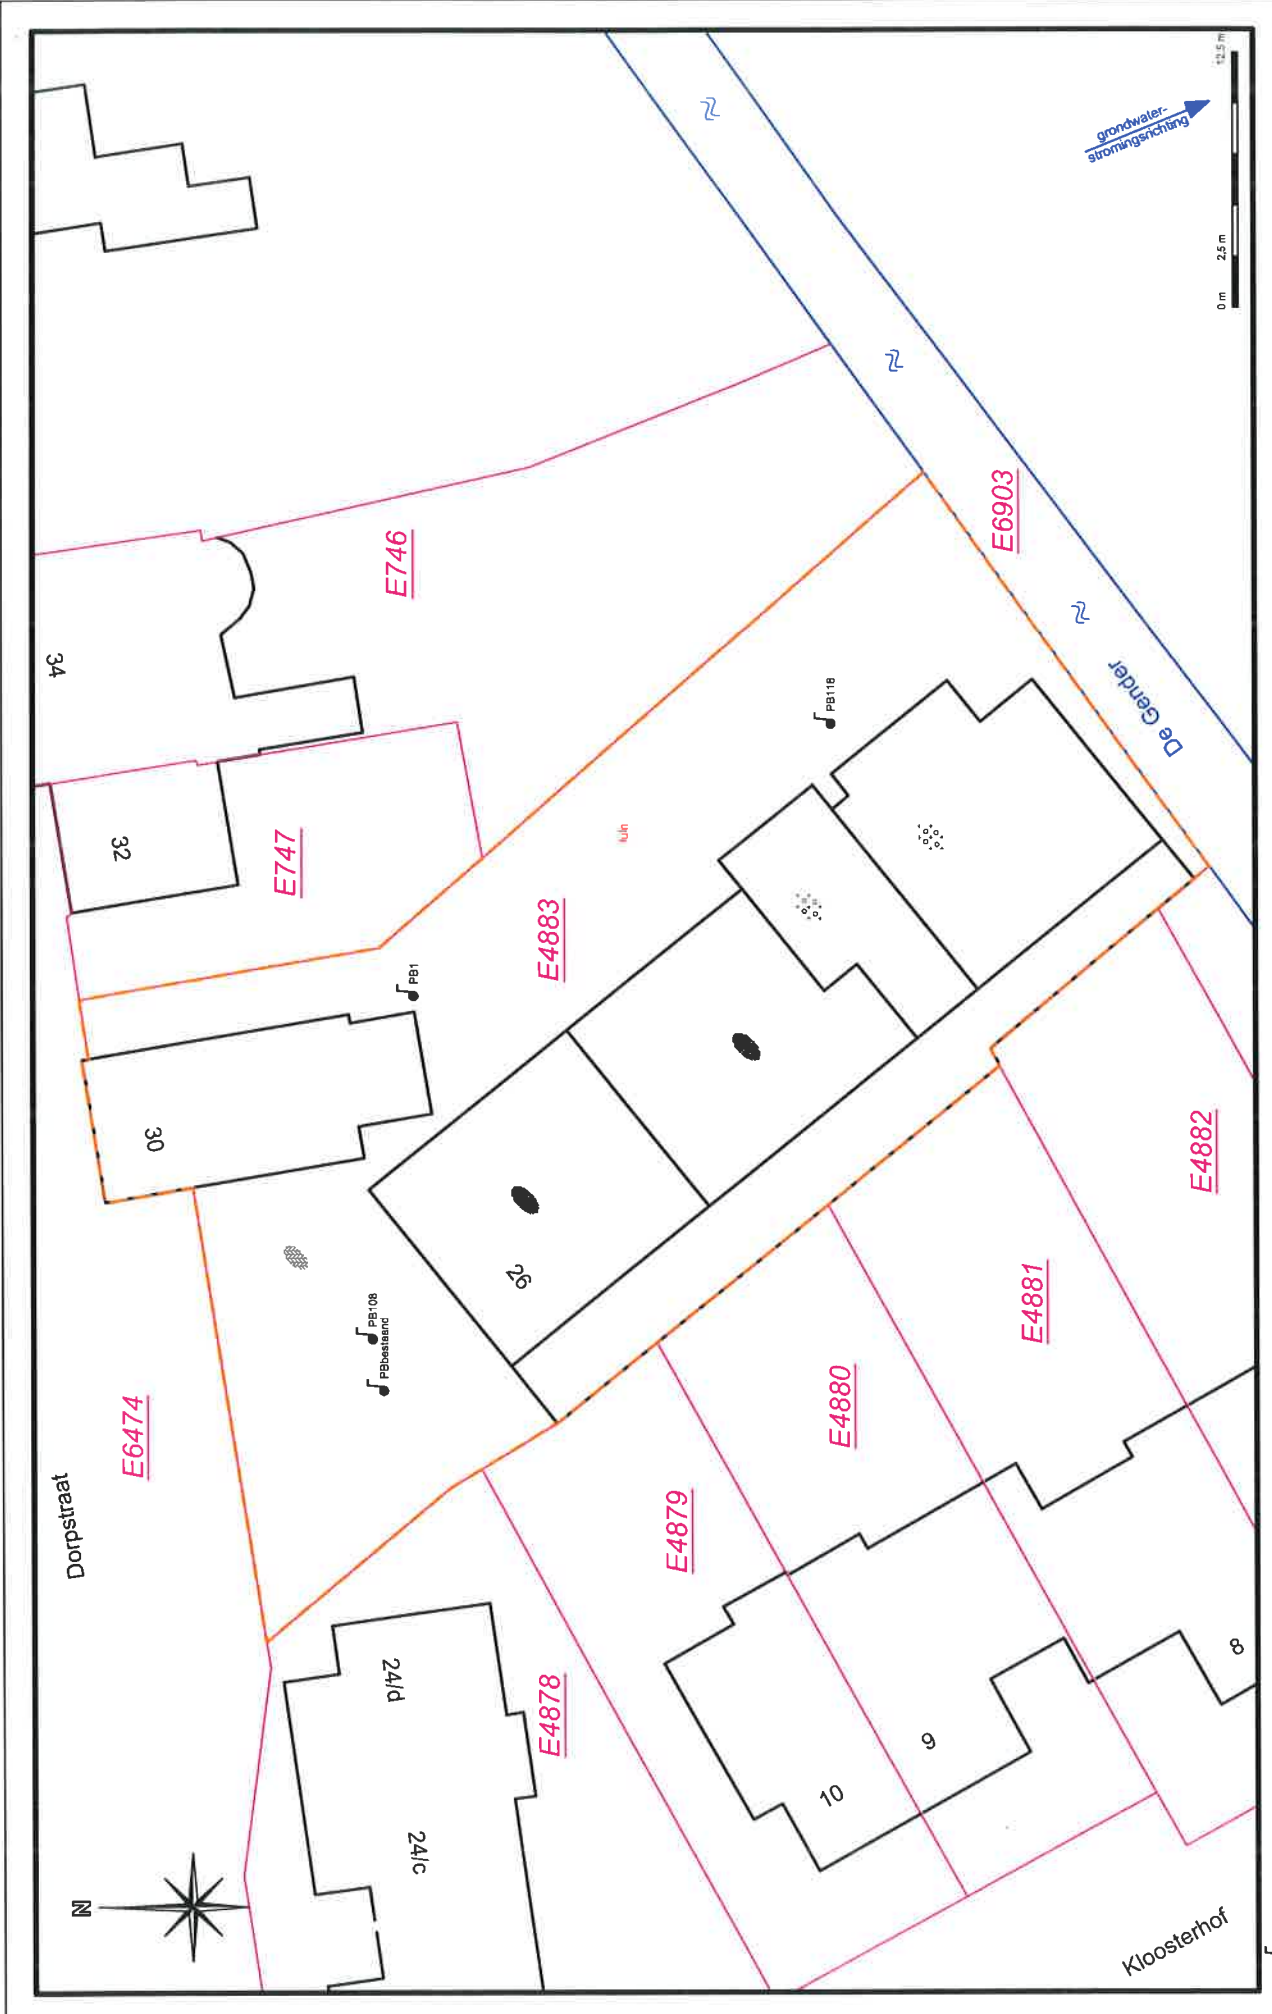 12.5 m
grondwater-
stromingsrichting
2,5 m
0 m
E6903
E746
De Gender
34
PB118
tuin
32
E747
E4883
PB1
30
E4882
26
E4881
PB108
PBbestaand
E4880
E6474
Dorpstraat
E4879
8
24/d
E4878
9
10
24/c
N
Kloosterhof